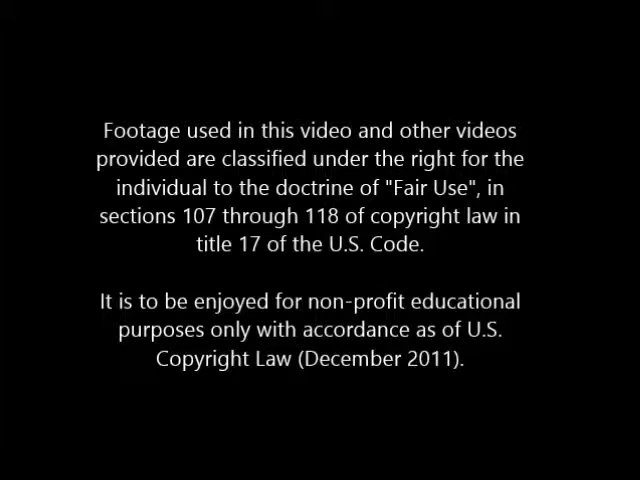 Footage used in this video and other videos
provided are classified under the right for the
individual to the doctrine of "Fair Use", in
sections 107 through 118 of copyright law in
title 17 of the U.S. Code.
It is to be enjoyed for non-profit educational
purposes only with accordance as of U.S.
Copyright Law (December 2011).